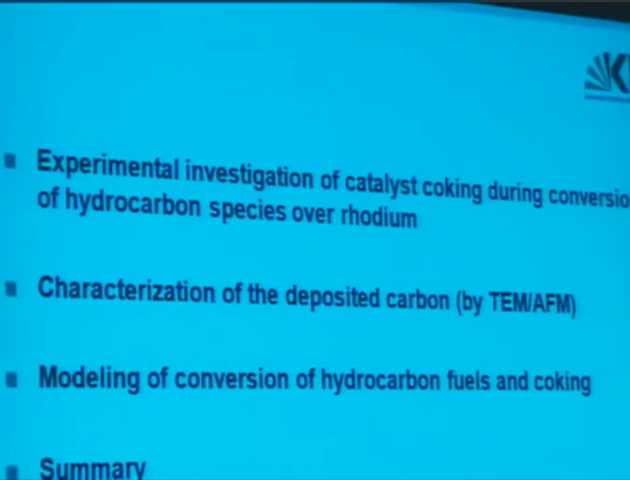 Experimental investigation of catalyst coking during conversio
of hydrocarbon species over rhodium
Characterization of the deposited carbon (by TEM/AFM)
Modeling of conversion of hydrocarbon fuels and coking
Summary